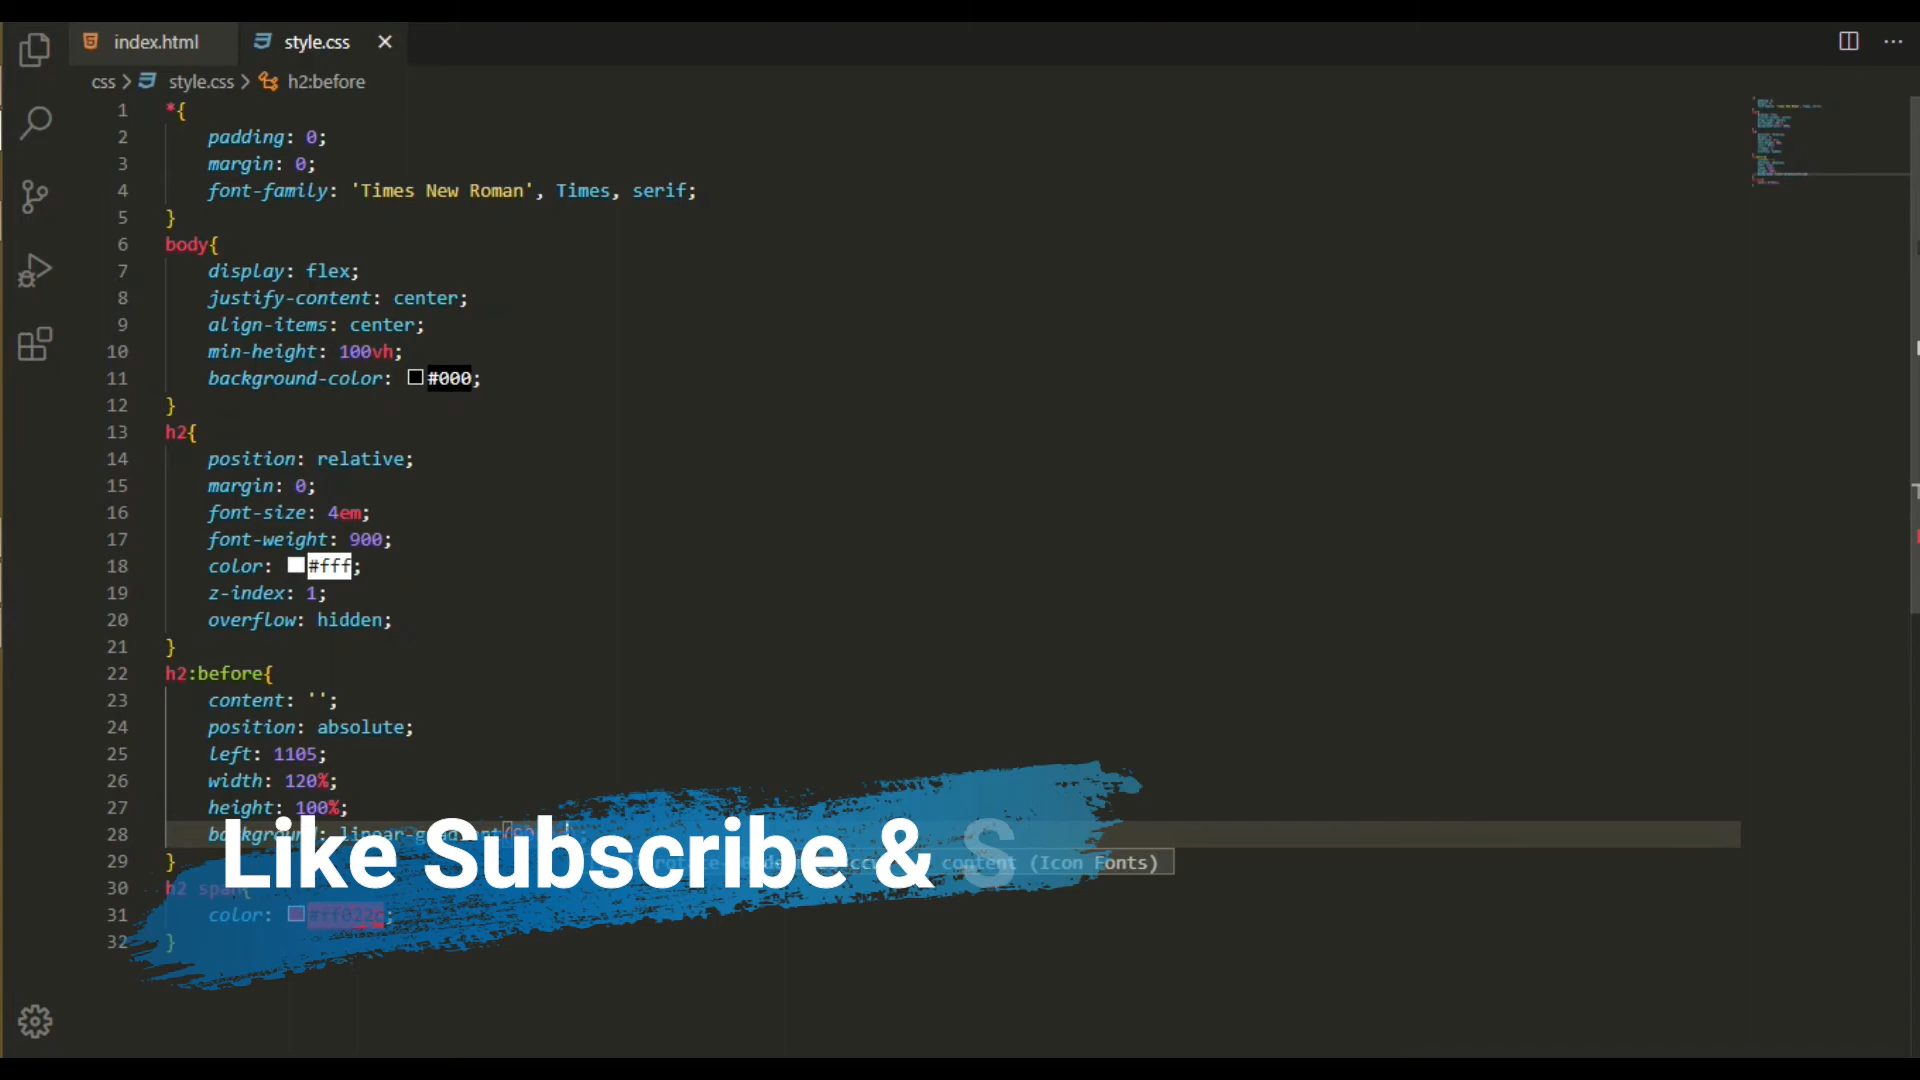 index.html style.css
css > style.css > h2:before
1 *{
2 padding: 0;
3 margin: 0;
4 font-family: 'Times New Roman', Times, serif;
5 }
6 body{
7 display: flex;
8 justify-content: center;
9 align-items: center;
10 min-height: 100vh;
11 background-color: #000;
12 }
13 h2{
14 position: relative;
15 margin: 0;
16 font-size: 4em;
17 font-weight: 900;
18 color: #fff;
19 z-index: 1;
20 overflow: hidden;
21 }
22 h2:before{
23 content: '';
24 position: absolute;
25 left: 1105;
26 width: 120%;
27 height: 100%;
28 background: linear-gradient(
Like Subscribe & S
29 }
content (Icon Fonts)
30 h2 span{
31 color: #ff022c;
32 }